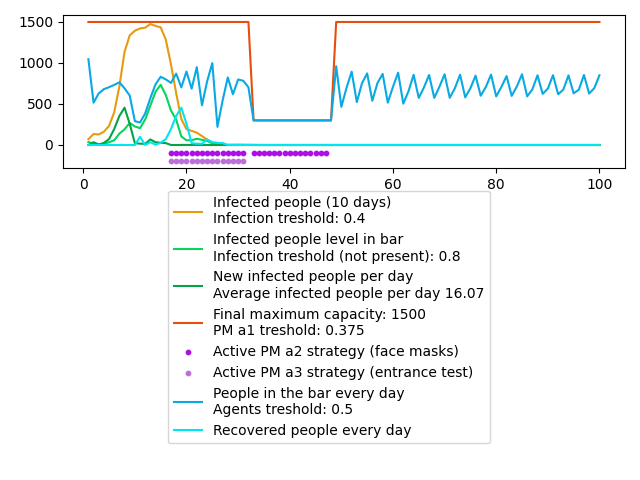 1500
1000
500
0
0 20 40 60 80 100
Infected people (10 days)
Infection treshold: 0.4
Infected people level in bar
Infection treshold (not present): 0.8
New infected people per day
Average infected people per day 16.07
Final maximum capacity: 1500
PM a1 treshold: 0.375
Active PM a2 strategy (face masks)
Active PM a3 strategy (entrance test)
People in the bar every day
Agents treshold: 0.5
Recovered people every day